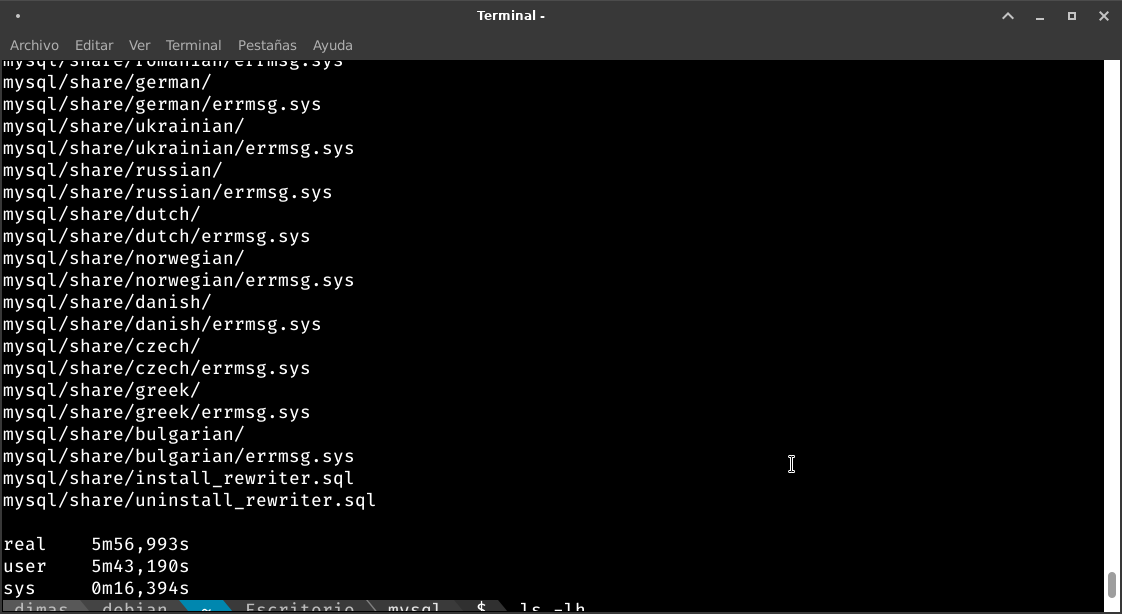 Terminal -
Archivo Editar Ver Terminal Pestañas Ayuda
mysql/share/romanian/errmsg.sys
mysql/share/german/
mysql/share/german/errmsg.sys
mysql/share/ukrainian/
mysql/share/ukrainian/errmsg.sys
mysql/share/russian/
mysql/share/russian/errmsg.sys
mysql/share/dutch/
mysql/share/dutch/errmsg.sys
mysql/share/norwegian/
mysql/share/norwegian/errmsg.sys
mysql/share/danish/
mysql/share/danish/errmsg.sys
mysql/share/czech/
mysql/share/czech/errmsg.sys
mysql/share/greek/
mysql/share/greek/errmsg.sys
mysql/share/bulgarian/
mysql/share/bulgarian/errmsg.sys
mysql/share/install_rewriter.sql
mysql/share/uninstall_rewriter.sql
real 5m56,993s
user 5m43,190s
sys 0m16,394s
dimas debian ~ Escritorio mysql $ ls -lh